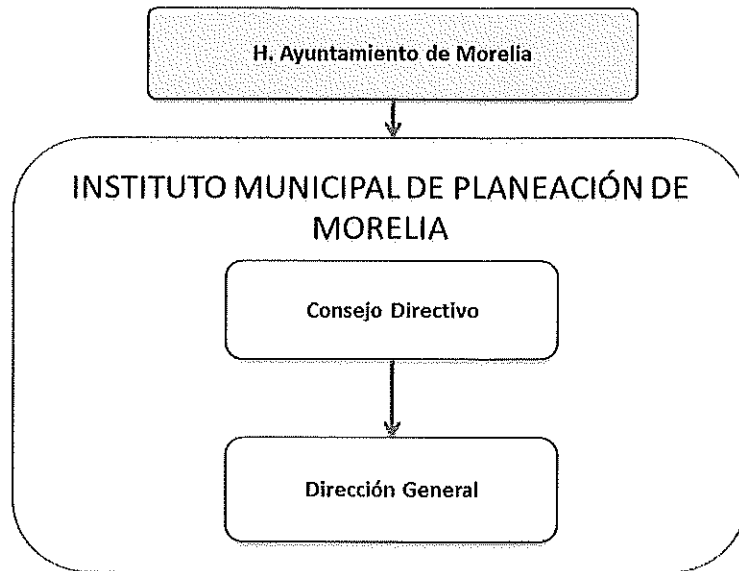 H. Ayuntamiento de Morelia
INSTITUTO MUNICIPAL DE PLANEACIÓN DE
MORELIA
Consejo Directivo
Dirección General